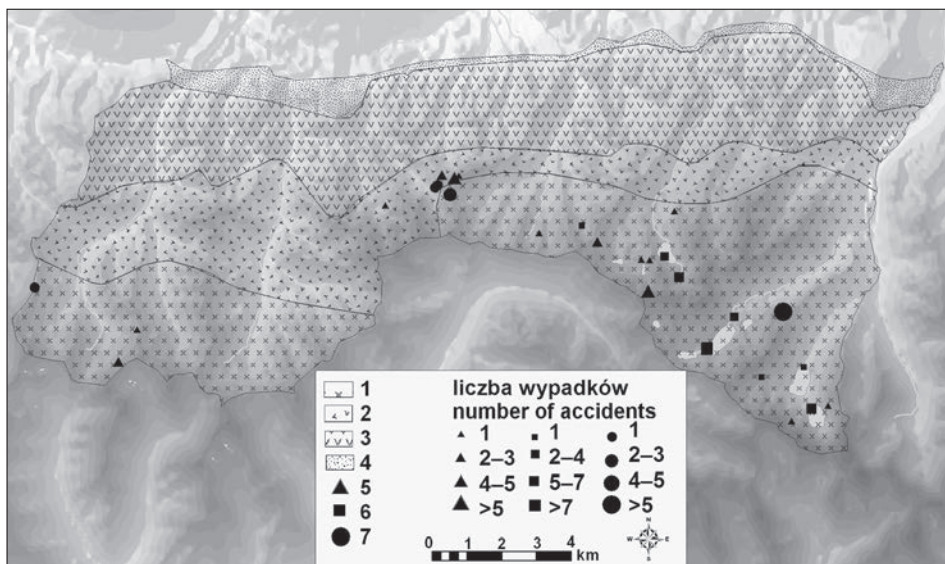 1
2
3
4
5
6
7
liczba wypadków
number of accidents
1 1 1
2–3 2–4 2–3
4–5 5–7 4–5
>5 >7 >5
0 1 2 3 4
km
N
W E
S